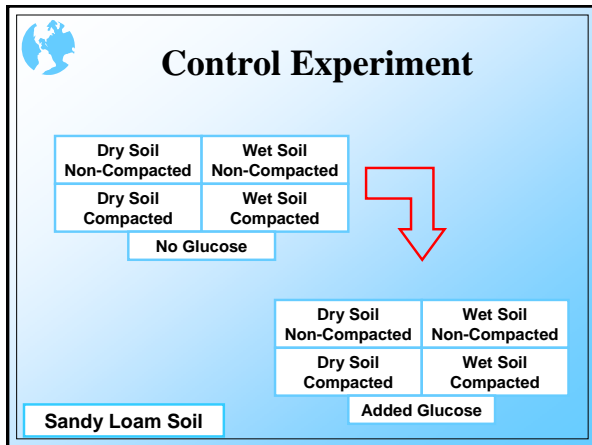 Control Experiment
Dry Soil
Non-Compacted
Wet Soil
Non-Compacted
Dry Soil
Compacted
Wet Soil
Compacted
No Glucose
Dry Soil
Non-Compacted
Wet Soil
Non-Compacted
Dry Soil
Compacted
Wet Soil
Compacted
Added Glucose
Sandy Loam Soil